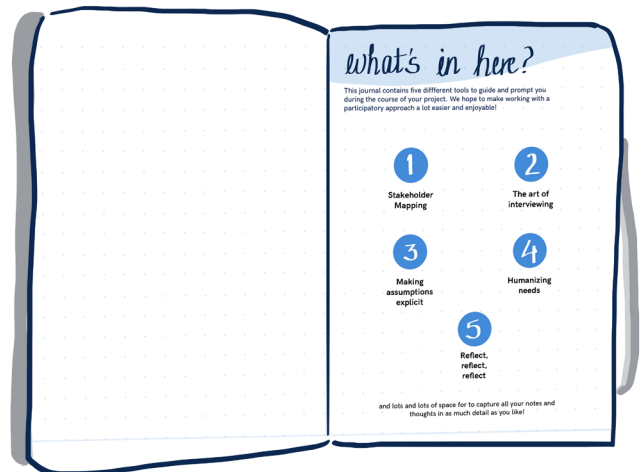 what's in here?
This journal contains five diffferent tools to guide and prompt you
during the course of your project. We hope to make working with a
participatory approach a lot easier and enjoyable!
1
Stakeholder
Mapping
2
The art of
interviewing
3
Making
assumptions
explicit
4
Humanizing
needs
5
Reflect,
reflect,
reflect
and lots and lots of space for to capture all your notes and
thoughts in as much detail as you like!